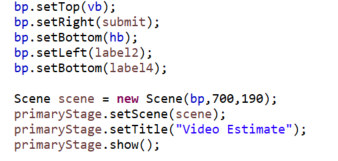 bp.setTop(vb);
bp.setRight(submit);
bp.setBottom(hb);
bp.setLeft(label2);
bp.setBottom(label4);
Scene scene = new Scene(bp,700,190);
primaryStage.setScene(scene);
primaryStage.setTitle("Video Estimate");
primaryStage.show();